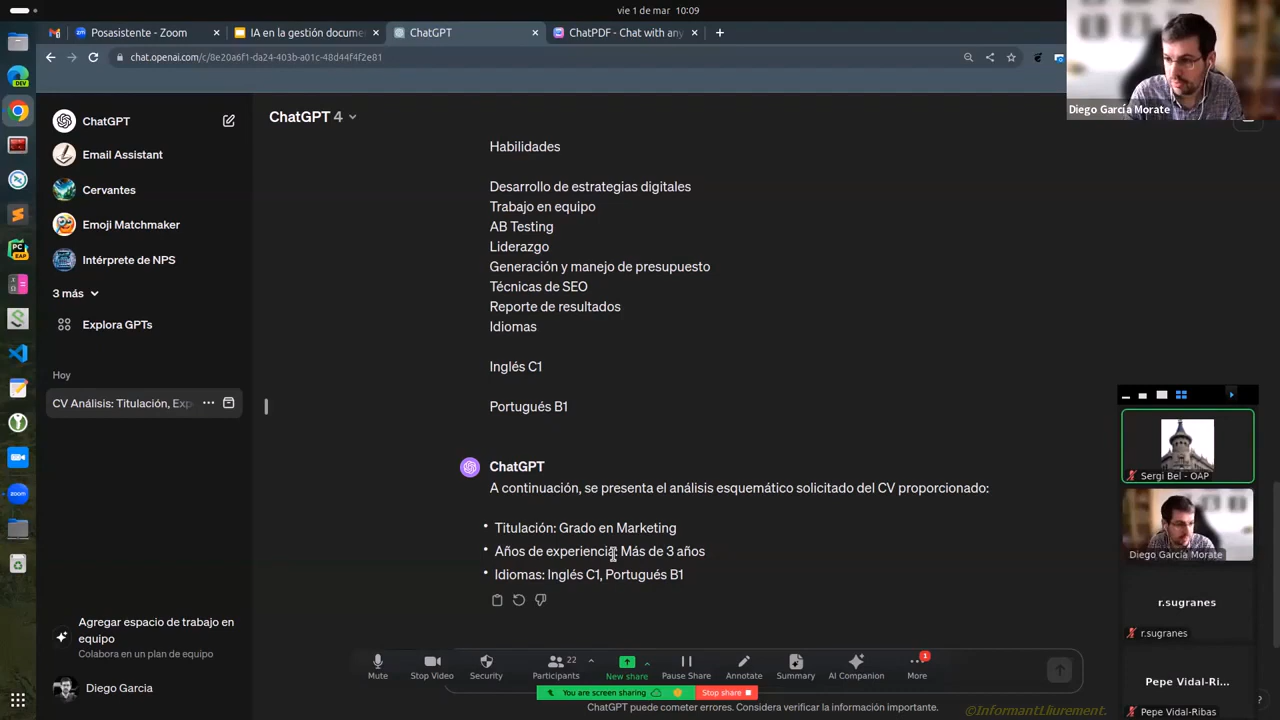 vie 1 de mar 10:09
Posasistente - Zoom
IA en la gestión docume
ChatGPT
ChatPDF - Chat with any
chat.openai.com/c/8e20a6f1-da24-403b-a01c-48d44f4f2e81
Diego García Morate
ChatGPT
Email Assistant
Cervantes
Emoji Matchmaker
Intérprete de NPS
3 más
Explora GPTs
Hoy
CV Análisis: Titulación, Exp
Agregar espacio de trabajo en
equipo
Colabora en un plan de equipo
Diego Garcia
ChatGPT 4
Habilidades
Desarrollo de estrategias digitales
Trabajo en equipo
AB Testing
Liderazgo
Generación y manejo de presupuesto
Técnicas de SEO
Reporte de resultados
Idiomas
Inglés C1
Portugués B1
ChatGPT
A continuación, se presenta el análisis esquemático solicitado del CV proporcionado:
• Titulación: Grado en Marketing
• Años de experiencia: Más de 3 años
• Idiomas: Inglés C1, Portugués B1
Mute
Stop Video
Security
Participants 22
New share
Pause Share
Annotate
Summary
AI Companion
More 1
You are screen sharing
Stop share
ChatGPT puede cometer errores. Considera verificar la información importante.
Sergi Bel - OAP
Diego García Morate
r.sugranes
r.sugranes
Pepe Vidal-Ri...
Pepe Vidal-Ribas
©InformantLliurement.
DEV
PC
EAP